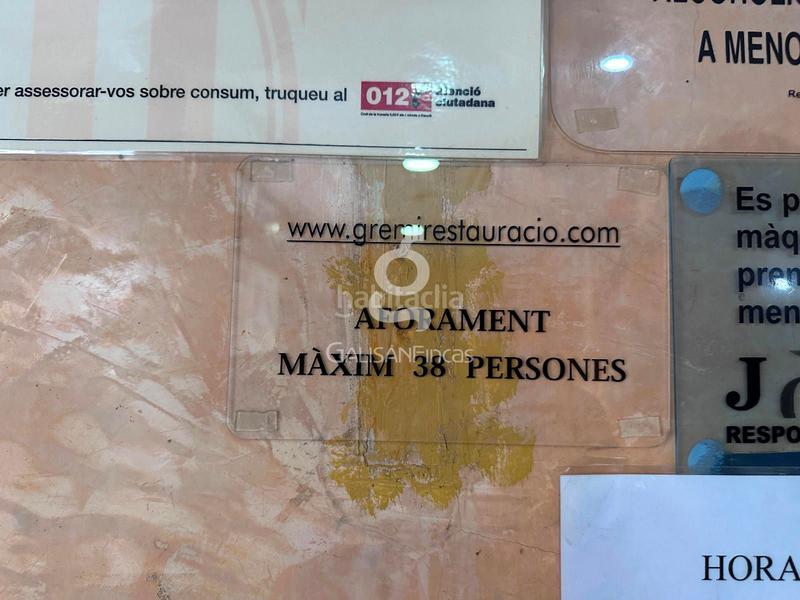 er assessorar-vos sobre consum, truqueu al 012 Atenció
ciutadana
A MENO
www.gremirestauracio.com
habitaclia
AFORAMENT
GALISANFincas
MÀXIM 38 PERSONES
Es p
màq
pren
men
J
RESPO
HORA